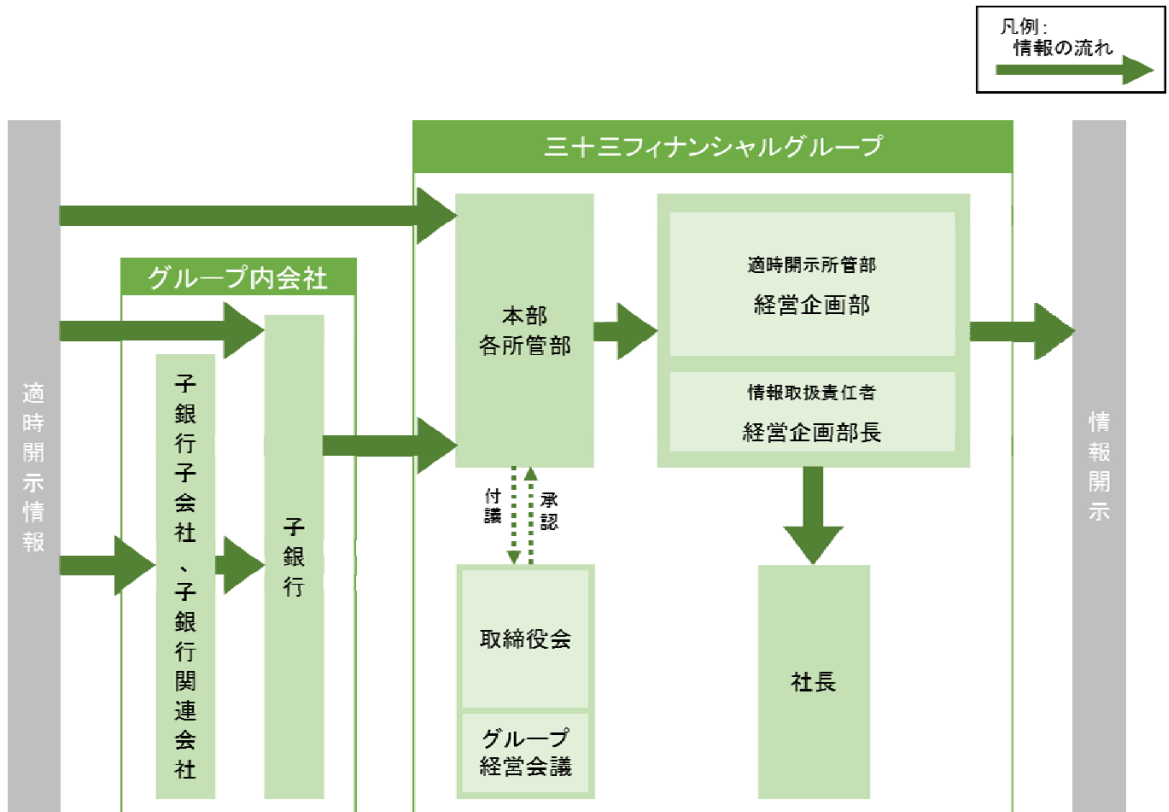 凡例：
情報の流れ
三十三フィナンシャルグループ
適時開示情報
グループ内会社
子銀行子会社、子銀行関連会社
子銀行
本部
各所管部
適時開示所管部
経営企画部
情報取扱責任者
経営企画部長
付議
承認
取締役会
グループ
経営会議
社長
情報開示